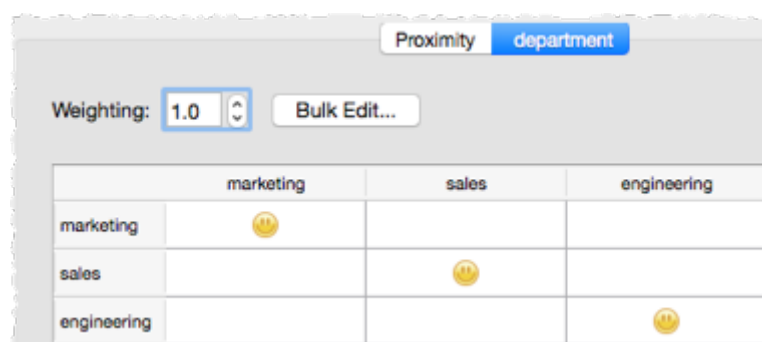 Proximity department
Weighting: 1.0 Bulk Edit...
marketing sales engineering
marketing
sales
engineering